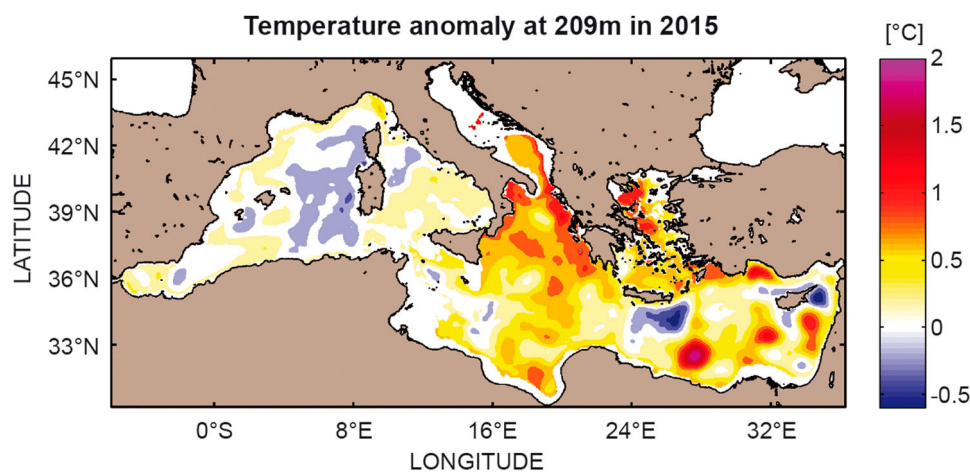 Temperature anomaly at 209m in 2015
[°C]
45°N
42°N
39°N
36°N
33°N
LATITUDE
0°S
8°E
16°E
24°E
32°E
LONGITUDE
2
1.5
1
0.5
0
-0.5